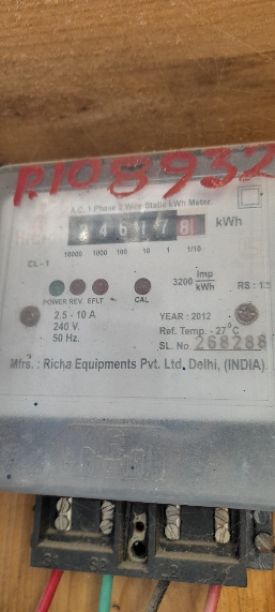 P108932
A.C. 1 Phase 2 Wire Static kWh Meter
4 6 1 7 8 kWh
10000 1000 100 10 1 1/10
CL-1
3200 imp/kWh
POWER REV EFLT CAL
2.5 - 10 A
240 V.
50 Hz.
YEAR : 2012
Ref. Temp. - 27°C
SL. No. 268288
Mfrs. : Richa Equipments Pvt. Ltd. Delhi, (INDIA)